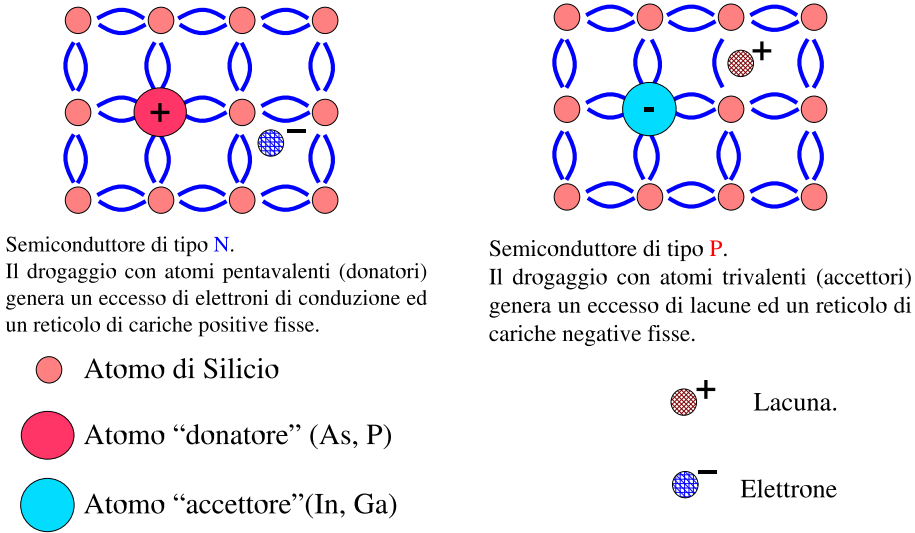 +
−
Semiconduttore di tipo N.
Il drogaggio con atomi pentavalenti (donatori)
genera un eccesso di elettroni di conduzione ed
un reticolo di cariche positive fisse.
+
-
Semiconduttore di tipo P.
Il drogaggio con atomi trivalenti (accettori)
genera un eccesso di lacune ed un reticolo di
cariche negative fisse.
Atomo di Silicio
Atomo “donatore” (As, P)
Atomo “accettore”(In, Ga)
+
Lacuna.
−
Elettrone